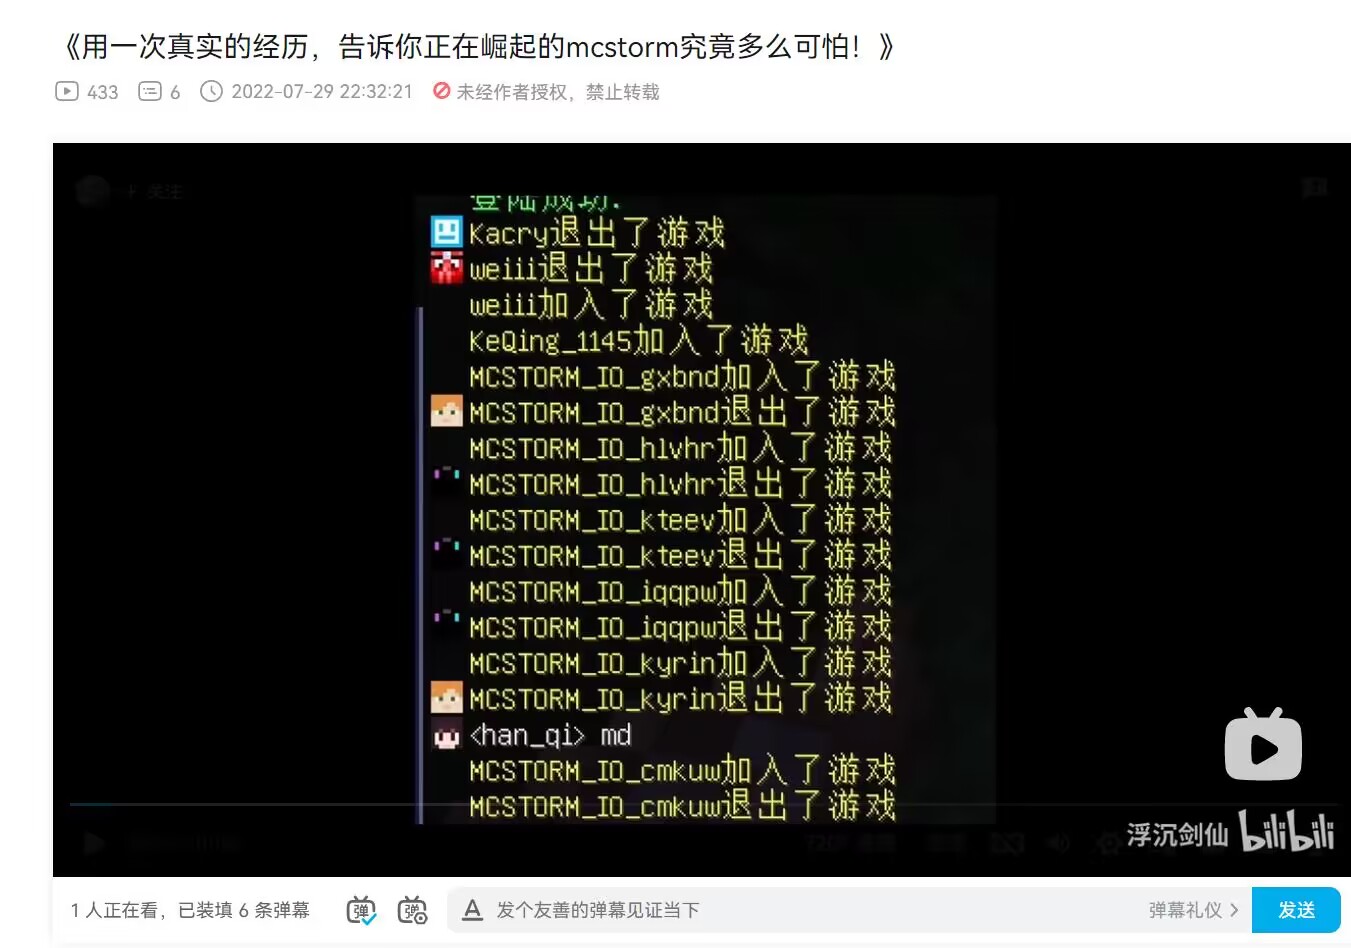 《用一次真实的经历，告诉你正在崛起的mcstorm究竟多么可怕！》
433 6 2022-07-29 22:32:21 未经作者授权，禁止转载
+ 关注
登陆成功.
Kacry退出了游戏
weiii退出了游戏
weiii加入了游戏
KeQing_1145加入了游戏
MCSTORM_IO_gxbnd加入了游戏
MCSTORM_IO_gxbnd退出了游戏
MCSTORM_IO_hlvhr加入了游戏
MCSTORM_IO_hlvhr退出了游戏
MCSTORM_IO_kteev加入了游戏
MCSTORM_IO_kteev退出了游戏
MCSTORM_IO_iqqpw加入了游戏
MCSTORM_IO_iqqpw退出了游戏
MCSTORM_IO_kyrin加入了游戏
MCSTORM_IO_kyrin退出了游戏
<han_qi> md
MCSTORM_IO_cmkuw加入了游戏
MCSTORM_IO_cmkuw退出了游戏
浮沉剑仙 bilibili
1 人正在看，已装填 6 条弹幕 弹 弹 A 发个友善的弹幕见证当下 弹幕礼仪 > 发送